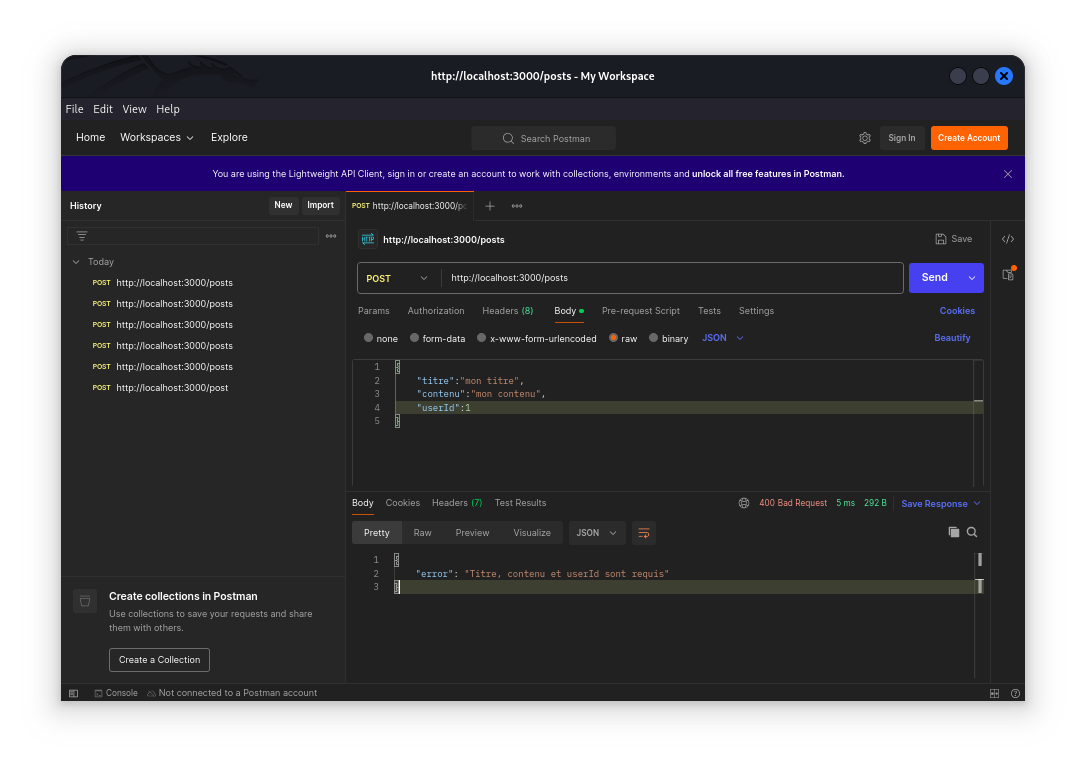 http://localhost:3000/posts - My Workspace
File Edit View Help
Home Workspaces Explore Search Postman Sign In Create Account
You are using the Lightweight API Client, sign in or create an account to work with collections, environments and unlock all free features in Postman.
History New Import
Today
POST http://localhost:3000/posts
POST http://localhost:3000/posts
POST http://localhost:3000/posts
POST http://localhost:3000/posts
POST http://localhost:3000/posts
POST http://localhost:3000/post
Create collections in Postman
Use collections to save your requests and share
them with others.
Create a Collection
POST http://localhost:3000/po
HTTP http://localhost:3000/posts Save
POST http://localhost:3000/posts Send
Params Authorization Headers (8) Body Pre-request Script Tests Settings Cookies
none form-data x-www-form-urlencoded raw binary JSON Beautify
1 {
2 "titre":"mon titre",
3 "contenu":"mon contenu",
4 "userId":1
5 }
Body Cookies Headers (7) Test Results 400 Bad Request 5 ms 292 B Save Response
Pretty Raw Preview Visualize JSON
1 {
2 "error": "Titre, contenu et userId sont requis"
3 }
Console Not connected to a Postman account